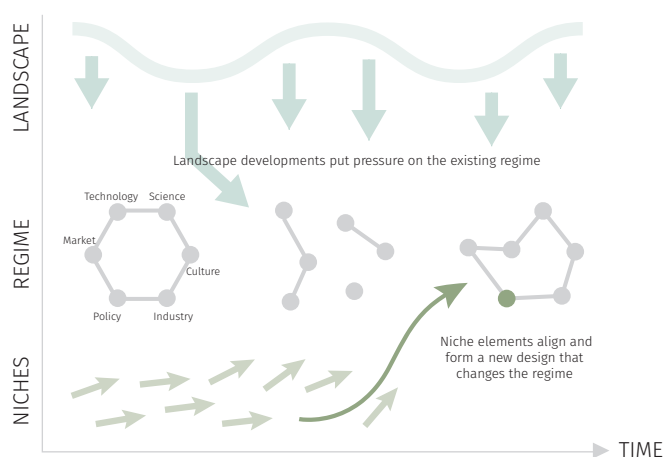 LANDSCAPE
Landscape developments put pressure on the existing regime
REGIME
Technology
Science
Market
Culture
Policy
Industry
NICHES
Niche elements align and
form a new design that
changes the regime
TIME